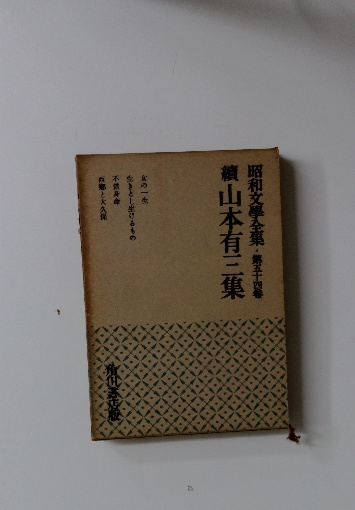 昭和文學全集・第五十四卷
續山本有三集
女の一生
生きとし生けるもの
不惜身命
西郷と大久保
角川書店版